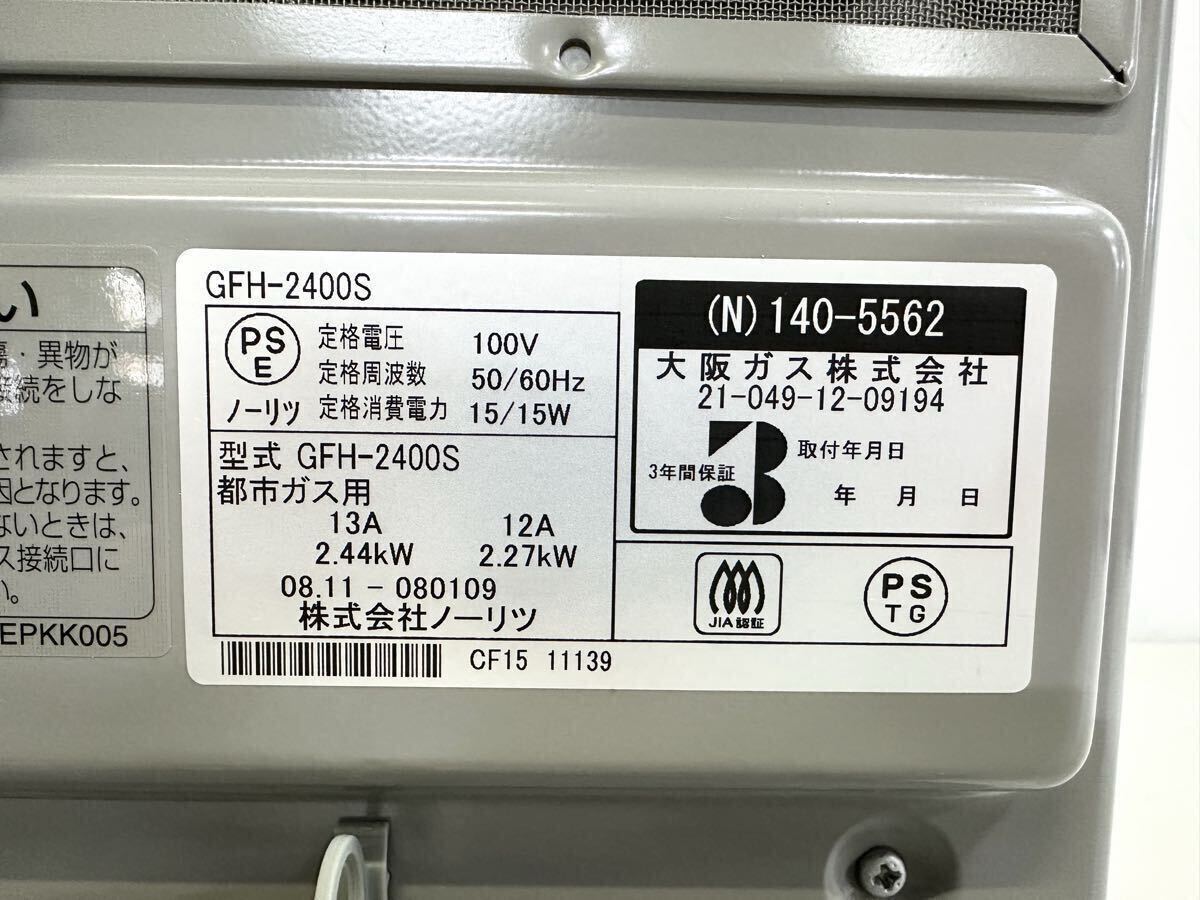 い
・異物が
接続をしな
されますと、
因となります。
ないときは、
ス接続口に
い。
EPKK005
GFH-2400S
PS
E
ノーリツ
定格電圧 100V
定格周波数 50/60Hz
定格消費電力 15/15W
型式 GFH-2400S
都市ガス用
13A 12A
2.44kW 2.27kW
08.11-080109
株式会社ノーリツ
CF15 11139
(N) 140-5562
大阪ガス株式会社
21-049-12-09194
3年間保証
取付年月日
年 月 日
JIA認証
PS
TG